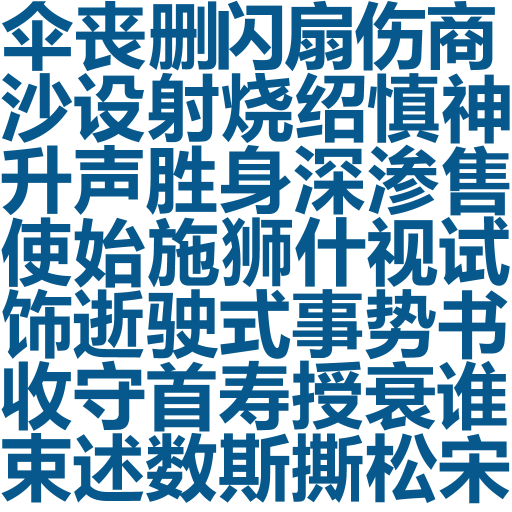 伞丧删闪扇伤商
沙设射烧绍慎神
升声胜身深渗售
使始施狮什视试
饰逝驶式事势书
收守首寿授衰谁
束述数斯撕松宋